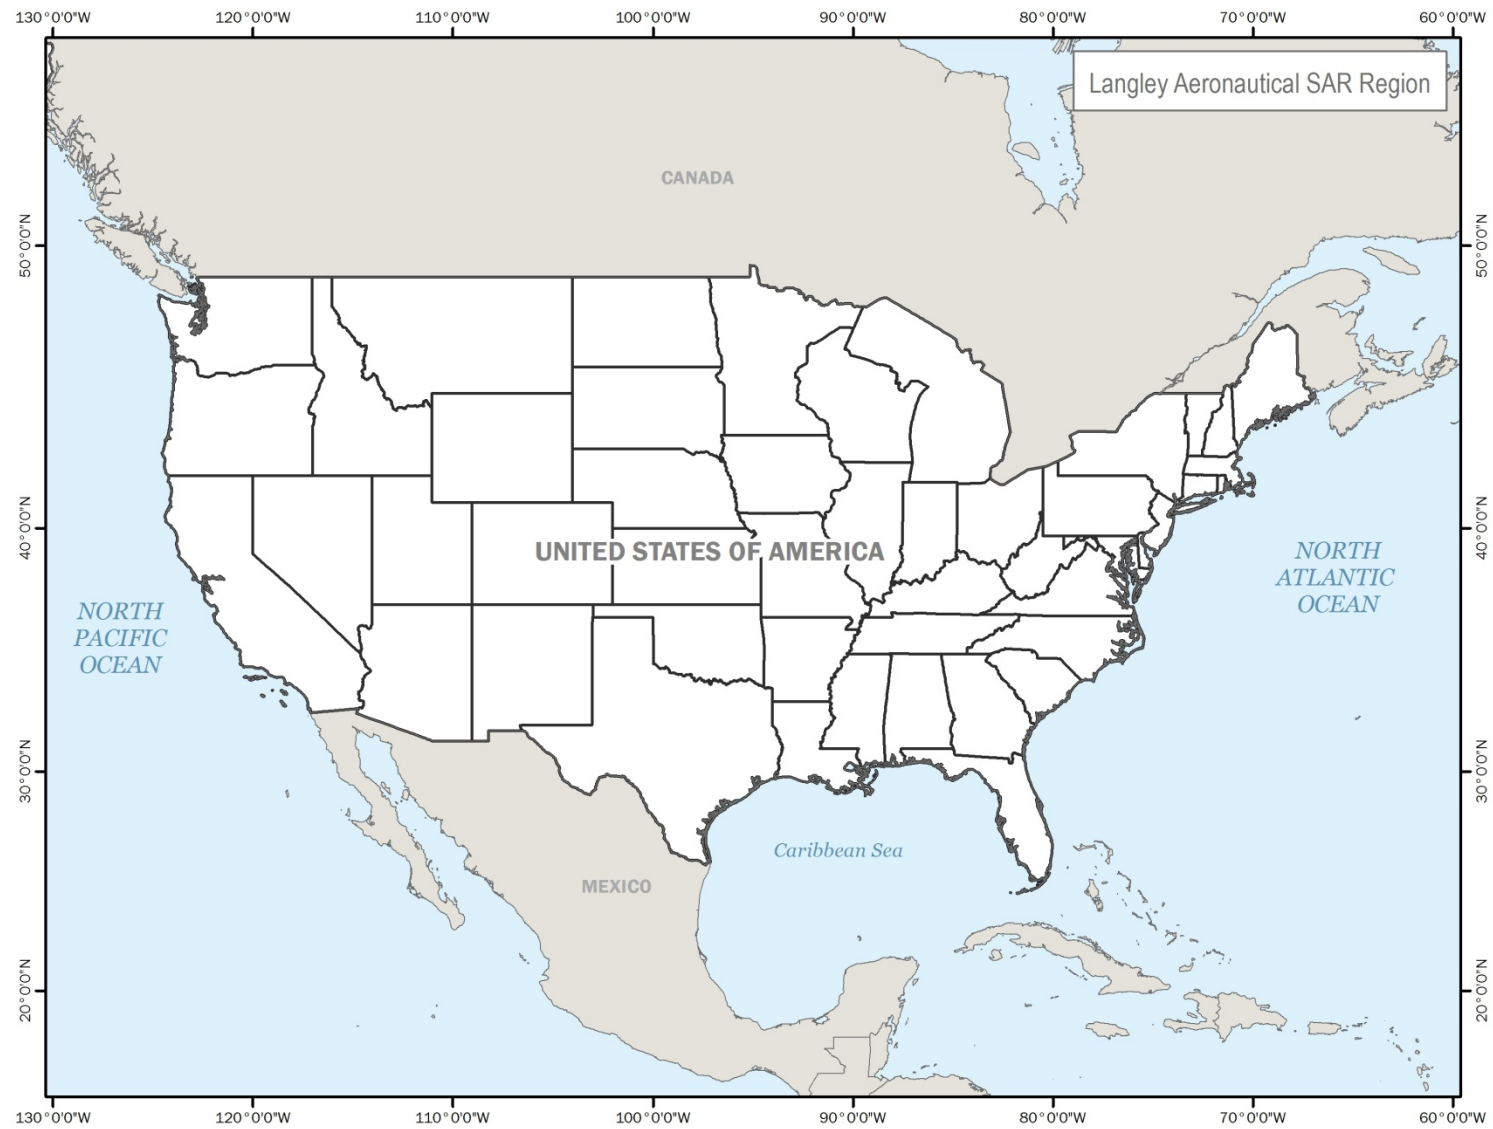 130°0'0"W 120°0'0"W 110°0'0"W 100°0'0"W 90°0'0"W 80°0'0"W 70°0'0"W 60°0'0"W
Langley Aeronautical SAR Region
CANADA
50°0'0"N 50°0'0"N
40°0'0"N 40°0'0"N
UNITED STATES OF AMERICA
NORTH
ATLANTIC
OCEAN
NORTH
PACIFIC
OCEAN
30°0'0"N 30°0'0"N
Caribbean Sea
MEXICO
20°0'0"N 20°0'0"N
130°0'0"W 120°0'0"W 110°0'0"W 100°0'0"W 90°0'0"W 80°0'0"W 70°0'0"W 60°0'0"W